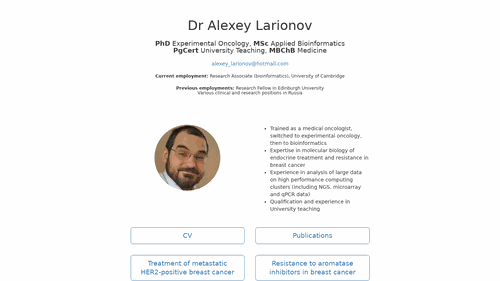 Dr Alexey Larionov
PhD Experimental Oncology, MSc Applied Bioinformatics
PgCert University Teaching, MBChB Medicine
alexey_larionov@hotmail.com
Current employment: Research Associate (bionformatics), University of Cambridge
Previous employments: Research Fellow in Edinburgh University
Various clinical and research positions in Russia
Trained as a medical oncologist,
switched to experimental oncology,
then to bioinformatics
Expertise in molecular biology of
endocrine treatment and resistance in
breast cancer
Experience in analysis of large data
on high performance computing
clusters (including NGS, microarray
and qPCR data)
Qualification and experience in
University teaching
CV
Publications
Treatment of metastatic
HER2-positive breast cancer
Resistance to aromatase
inhibitors in breast cancer